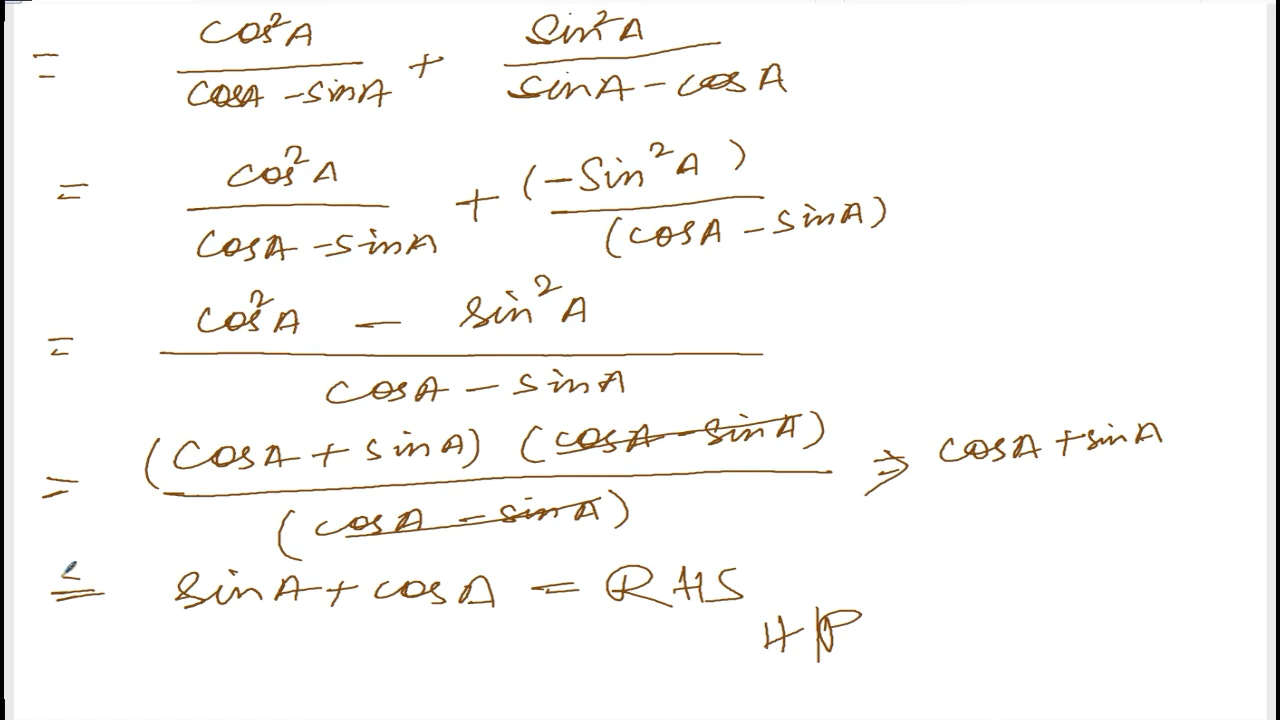 = cos²A / (cosA - sinA) + sin²A / (sinA - cosA)
= cos²A / (cosA - sinA) + (-sin²A) / (cosA - sinA)
= (cos²A - sin²A) / (cosA - sinA)
= (cosA + sinA) (cosA - sinA) / (cosA - sinA) ⇒ cosA + sinA
= sinA + cosA = RHS
H/P